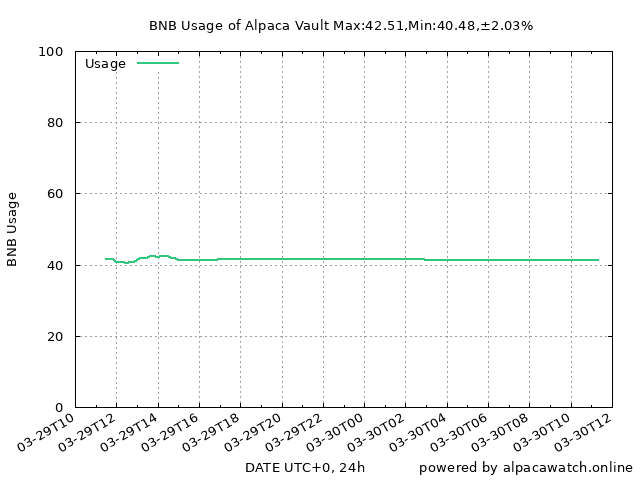 BNB Usage of Alpaca Vault Max:42.51,Min:40.48,±2.03%
Usage
100
80
60
40
20
0
BNB Usage
03-29T10
03-29T12
03-29T14
03-29T16
03-29T18
03-29T20
03-29T22
03-30T00
03-30T02
03-30T04
03-30T06
03-30T08
03-30T10
03-30T12
DATE UTC+0, 24h
powered by alpacawatch.online